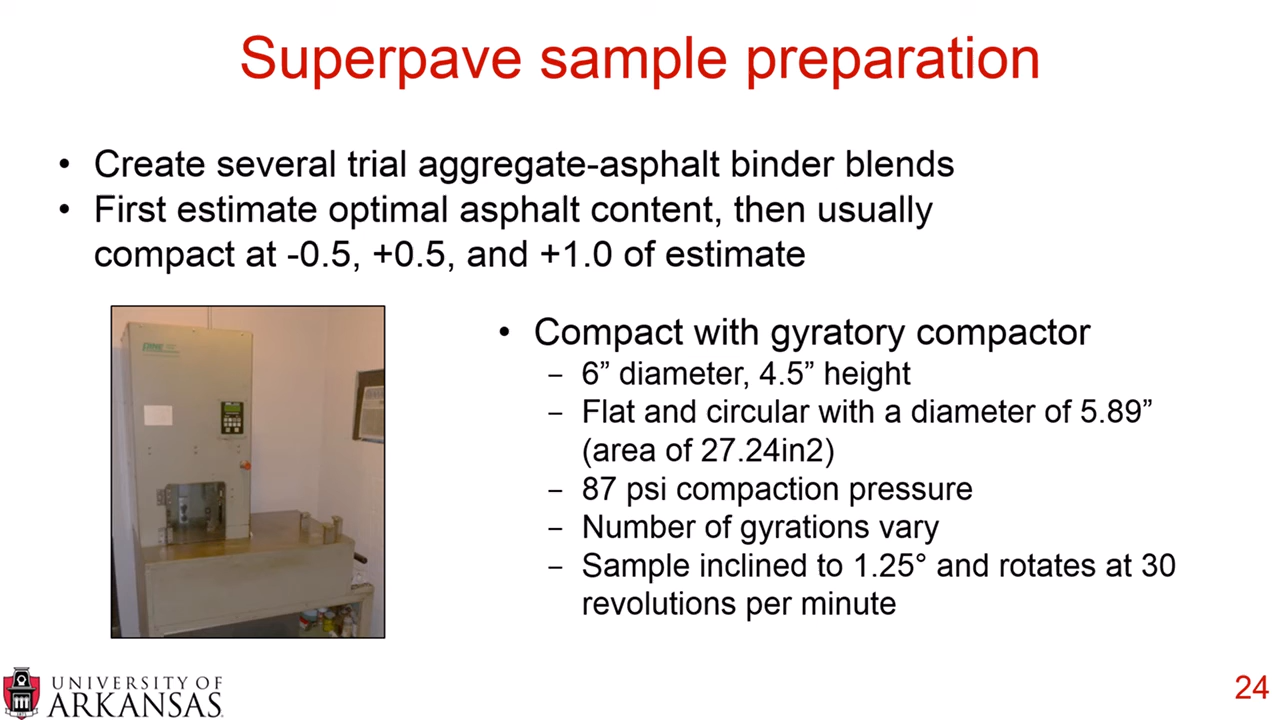 Superpave sample preparation
• Create several trial aggregate-asphalt binder blends
• First estimate optimal asphalt content, then usually
compact at -0.5, +0.5, and +1.0 of estimate
• Compact with gyratory compactor
– 6” diameter, 4.5” height
– Flat and circular with a diameter of 5.89”
(area of 27.24in2)
– 87 psi compaction pressure
– Number of gyrations vary
– Sample inclined to 1.25° and rotates at 30
revolutions per minute
UNIVERSITY OF
ARKANSAS
24